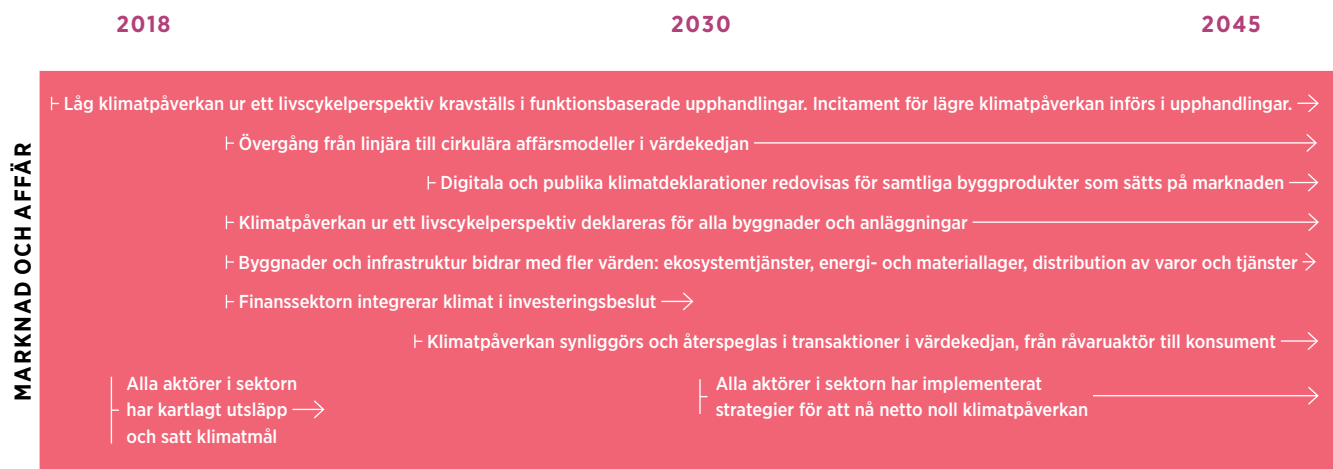 2018 2030 2045
MARKNAD OCH AFFÄR
Låg klimatpåverkan ur ett livscykelperspektiv kravställs i funktionsbaserade upphandlingar. Incitament för lägre klimatpåverkan införs i upphandlingar.
Övergång från linjära till cirkulära affärsmodeller i värdekedjan
Digitala och publika klimatdeklarationer redovisas för samtliga byggprodukter som sätts på marknaden
Klimatpåverkan ur ett livscykelperspektiv deklareras för alla byggnader och anläggningar
Byggnader och infrastruktur bidrar med fler värden: ekosystemtjänster, energi- och materiallager, distribution av varor och tjänster
Finanssektorn integrerar klimat i investeringsbeslut
Klimatpåverkan synliggörs och återspeglas i transaktioner i värdekedjan, från råvaruaktör till konsument
Alla aktörer i sektorn
har kartlagt utsläpp
och satt klimatmål
Alla aktörer i sektorn har implementerat
strategier för att nå netto noll klimatpåverkan